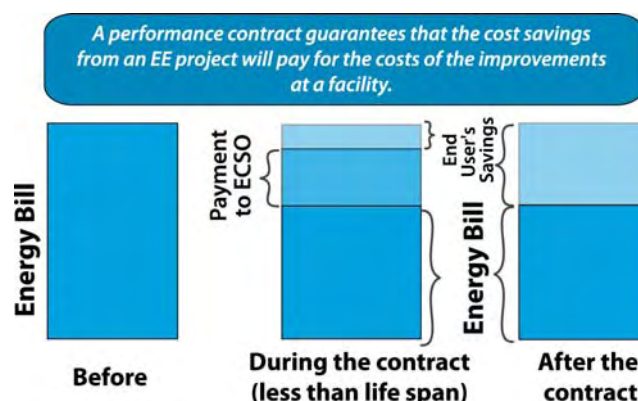 A performance contract guarantees that the cost savings
from an EE project will pay for the costs of the improvements
at a facility.
Energy Bill
Payment
to ECSO
End
User's
Savings
Energy Bill
Before
During the contract
(less than life span)
After the
contract